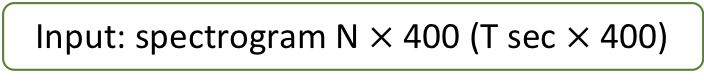 Input: spectrogram N × 400 (T sec × 400)